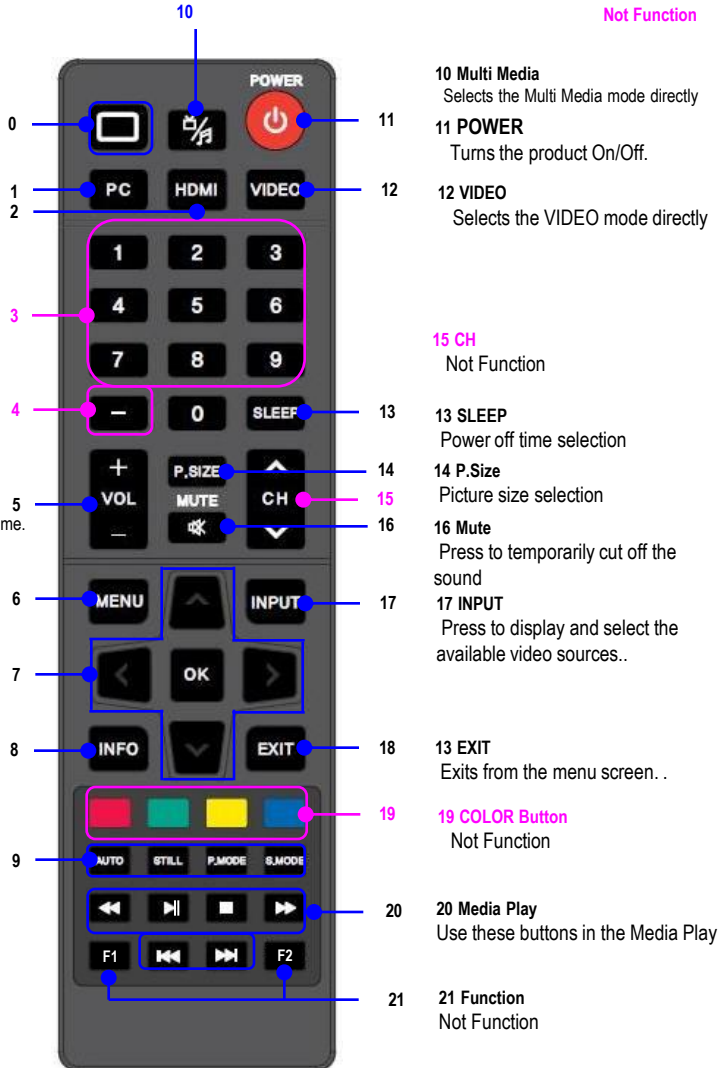 10
Not Function
POWER
0
11
1
PC
HDMI
VIDEO
12
2
1
2
3
3
4
5
6
7
8
9
4
–
0
SLEEP
13
+
P.SIZE
14
5
VOL
MUTE
CH
15
me.
–
16
6
MENU
INPUT
17
7
OK
8
INFO
EXIT
18
19
9
AUTO
STILL
P.MODE
S.MODE
20
F1
F2
21
10 Multi Media
Selects the Multi Media mode directly
11 POWER
Turns the product On/Off.
12 VIDEO
Selects the VIDEO mode directly
15 CH
Not Function
13 SLEEP
Power off time selection
14 P.Size
Picture size selection
16 Mute
Press to temporarily cut off the
sound
17 INPUT
Press to display and select the
available video sources..
13 EXIT
Exits from the menu screen. .
19 COLOR Button
Not Function
20 Media Play
Use these buttons in the Media Play
21 Function
Not Function